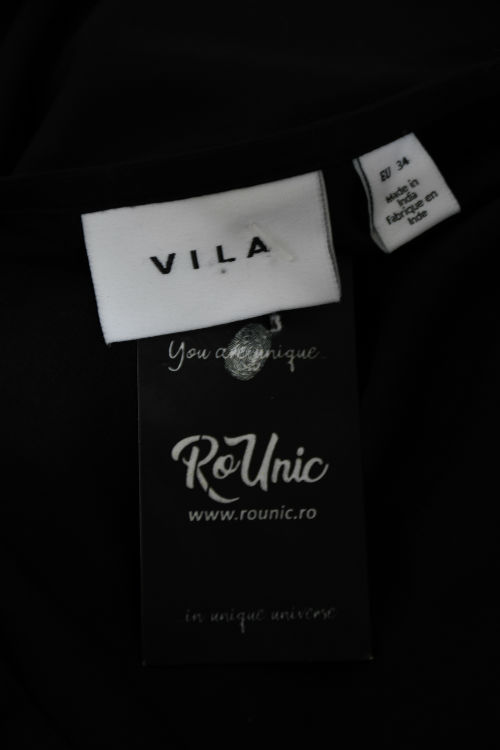 VILA
EU 34
Made in
India
Fabriqué en
Inde
You are unique
RoUnic
www.rounic.ro
in unique universe